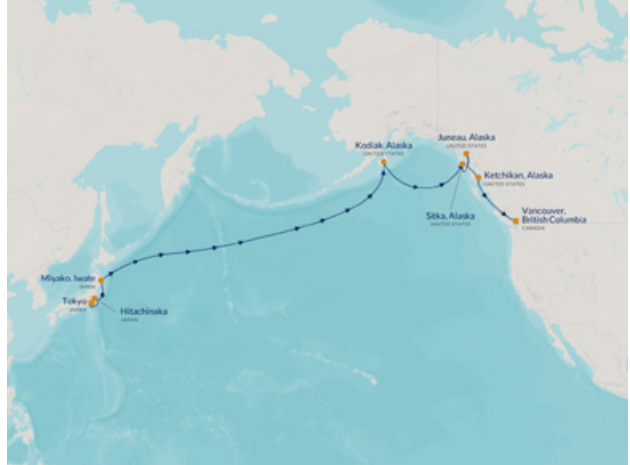 Kodiak, Alaska
UNITED STATES
Juneau, Alaska
UNITED STATES
Ketchikan, Alaska
UNITED STATES
Sitka, Alaska
UNITED STATES
Vancouver,
British Columbia
CANADA
Miyako, Iwate
JAPAN
Tokyo
JAPAN
Hitachinaka
JAPAN